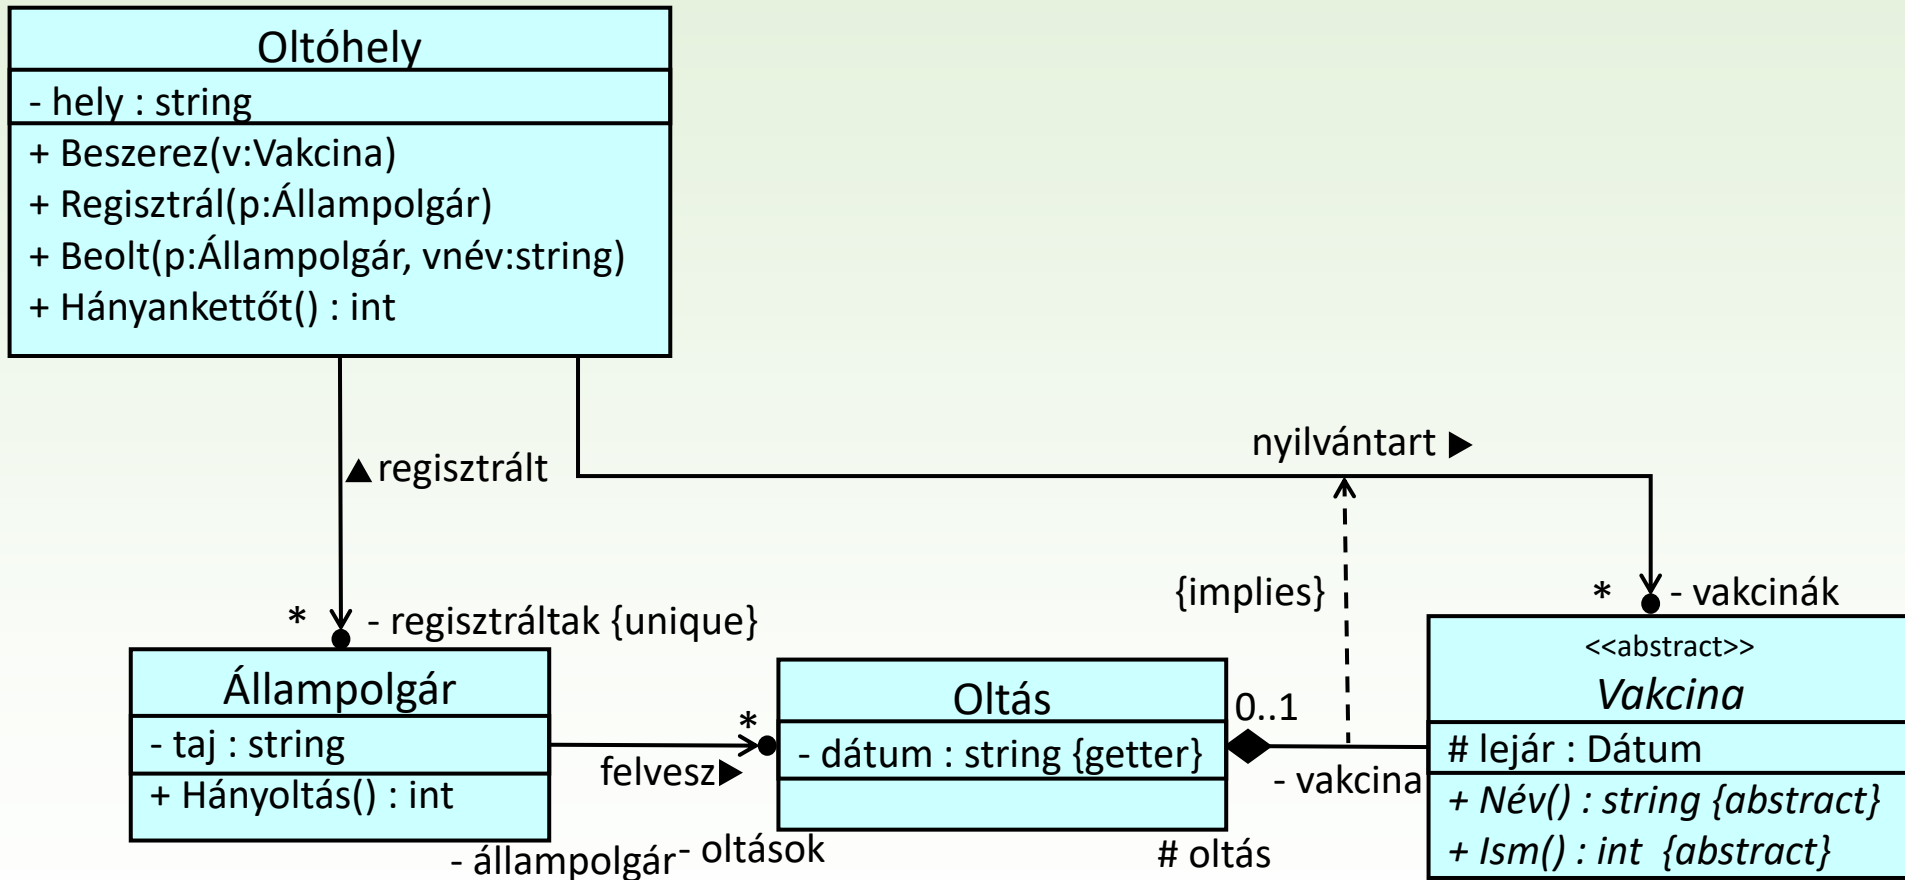 Oltóhely
- hely : string
+ Beszerez(v:Vakcina)
+ Regisztrál(p:Állampolgár)
+ Beolt(p:Állampolgár, vnév:string)
+ Hányankettőt() : int
▲ regisztrált
nyilvántart ►
{implies}
* - regisztráltak {unique}
* - vakcinák
Állampolgár
- taj : string
+ Hányoltás() : int
felvesz►
*
- állampolgár
- oltások
Oltás
- dátum : string {getter}
0..1
- vakcina
# oltás
<<abstract>>
Vakcina
# lejár : Dátum
+ Név() : string {abstract}
+ Ism() : int {abstract}